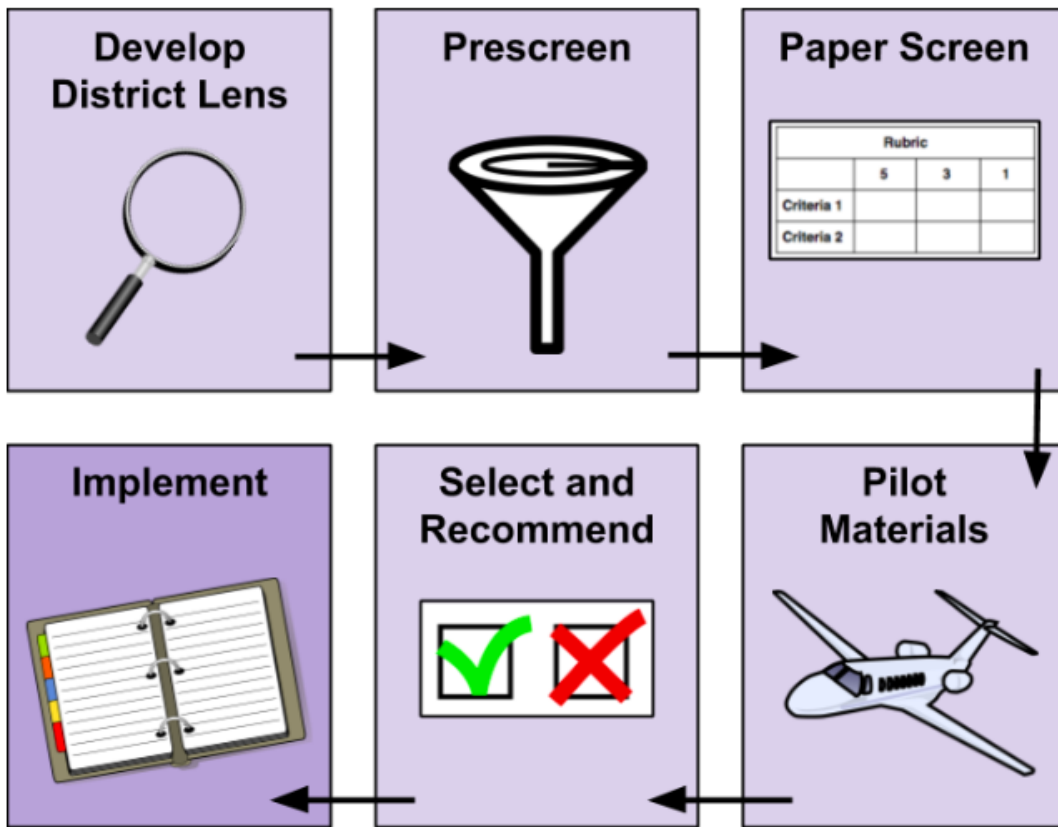 Develop
District Lens
Prescreen
Paper Screen
Rubric
5 3 1
Criteria 1
Criteria 2
Implement
Select and
Recommend
Pilot
Materials